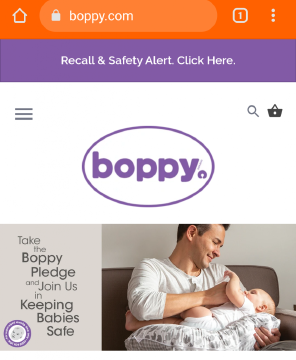 boppy.com
1
Recall & Safety Alert. Click Here.
boppy
Take
the
Boppy
Pledge
and Join Us
in
Keeping
Babies
Safe